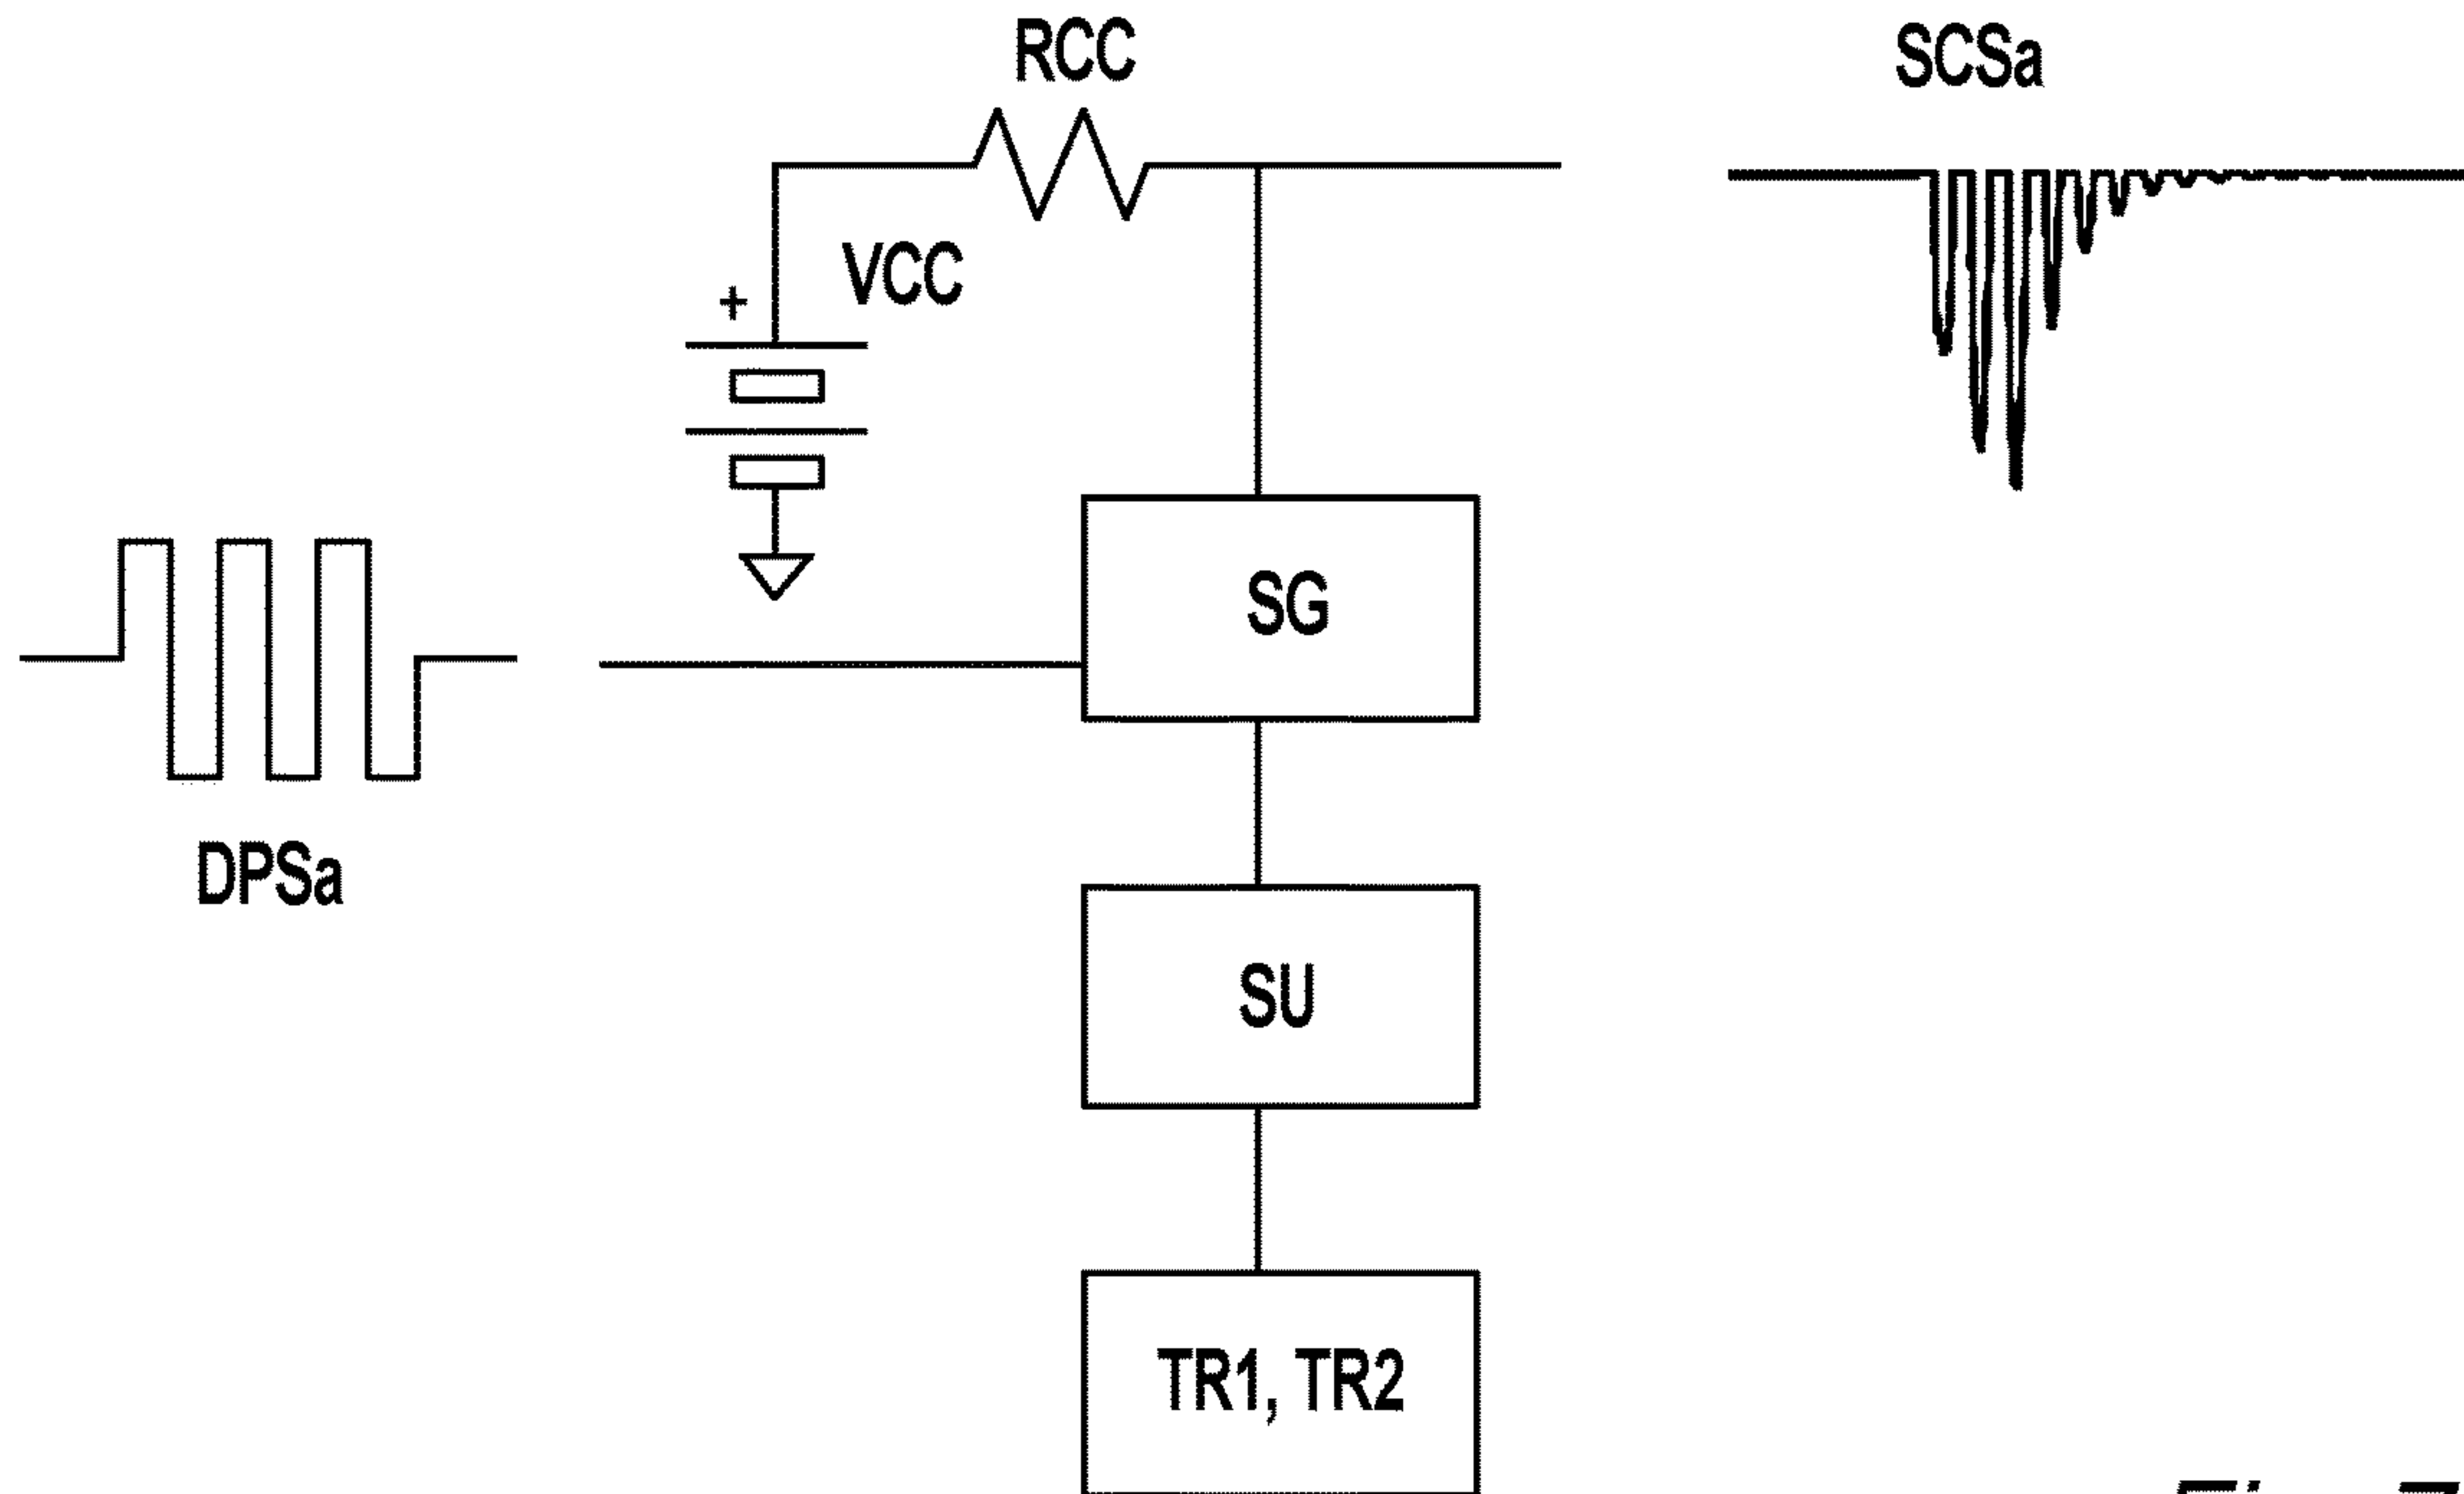 RCC
SCSa
VCC
+
SG
DPSa
SU
TR1, TR2